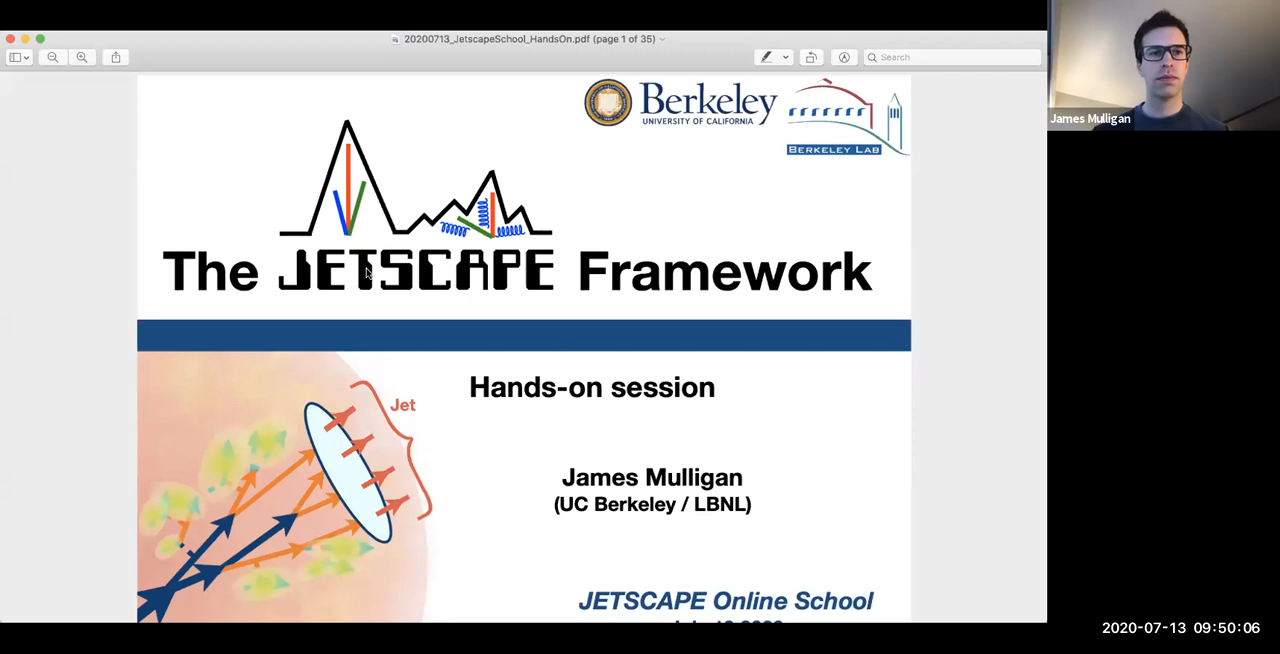 20200713_JetscapeSchool_HandsOn.pdf (page 1 of 35)
Search
James Mulligan
Berkeley
UNIVERSITY OF CALIFORNIA
BERKELEY LAB
The JETSCAPE Framework
Hands-on session
Jet
James Mulligan
(UC Berkeley / LBNL)
JETSCAPE Online School
2020-07-13 09:50:06